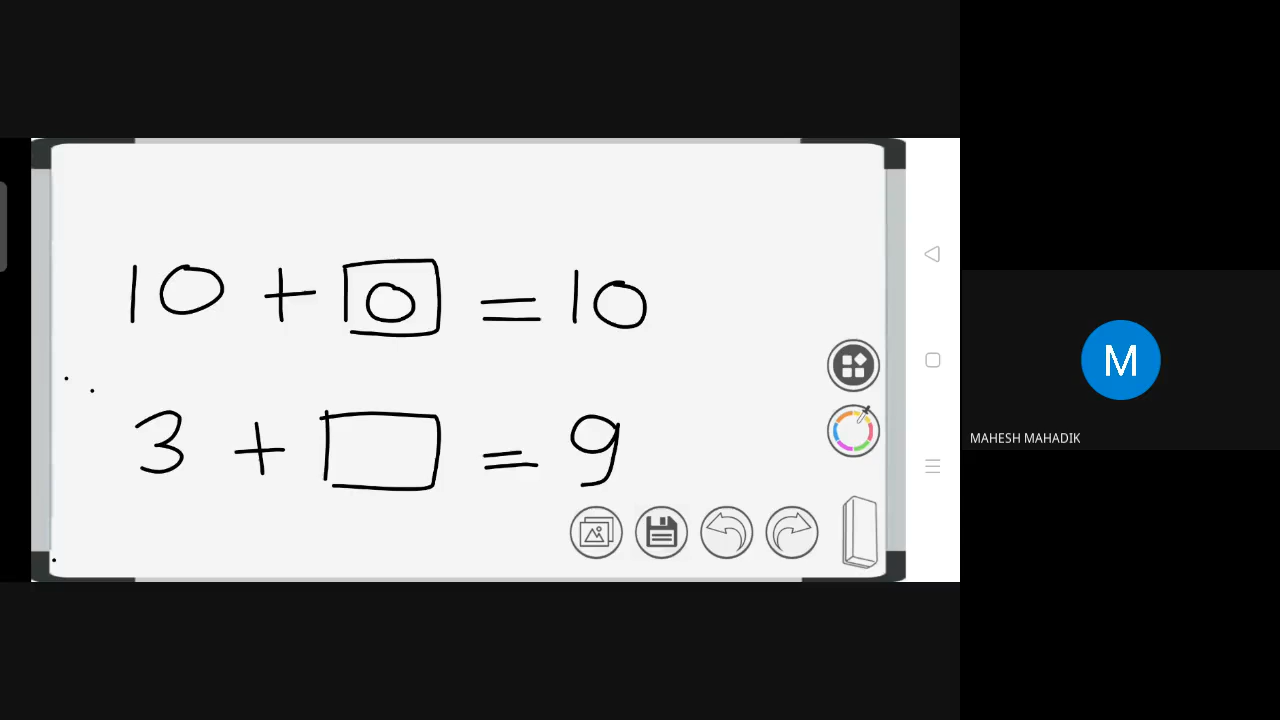 10 + 0 = 10
3 + □ = 9
M
MAHESH MAHADIK